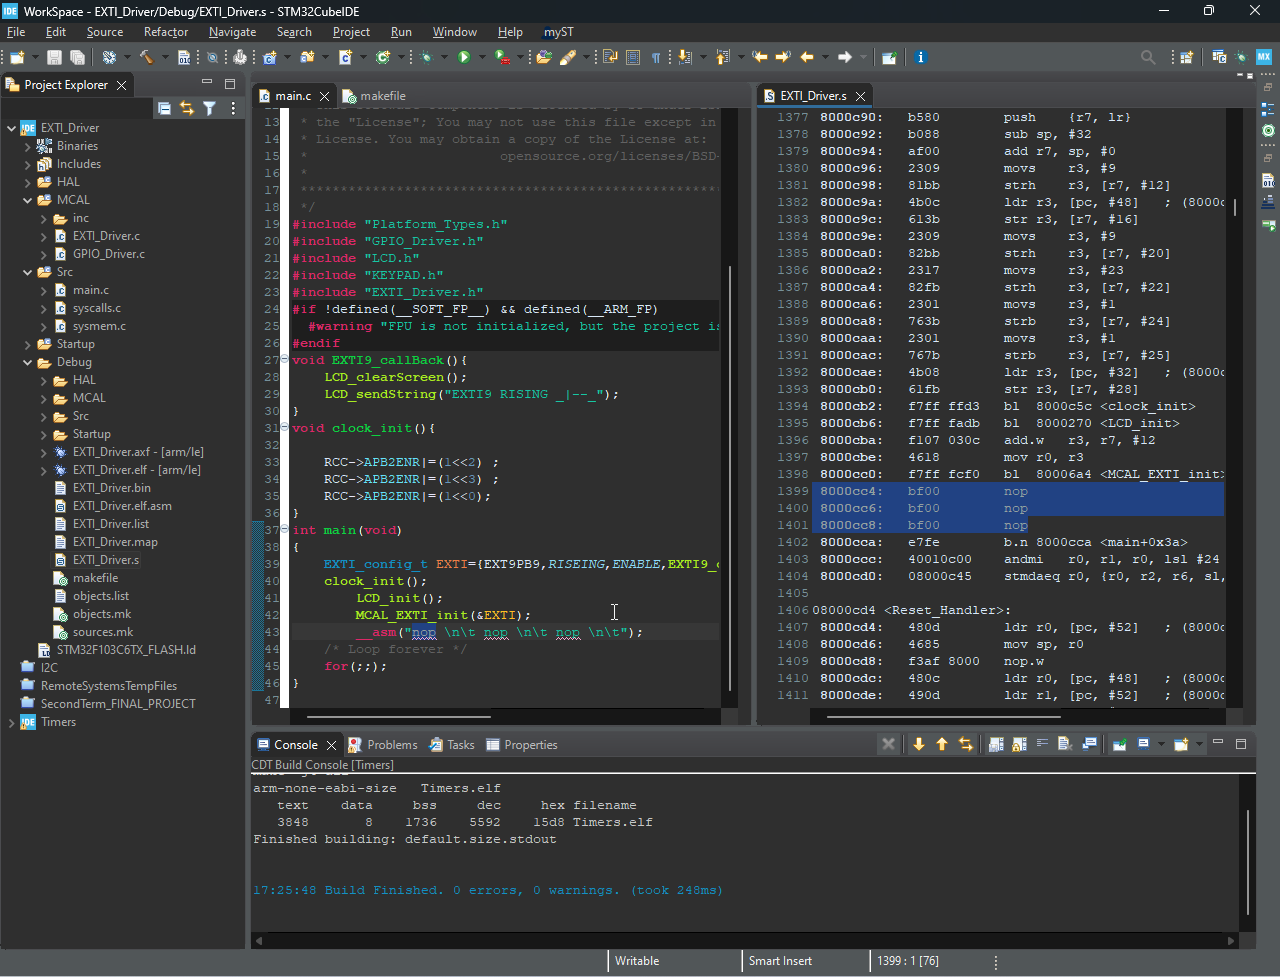 IDE WorkSpace - EXTI_Driver/Debug/EXTI_Driver.s - STM32CubeIDE
File Edit Source Refactor Navigate Search Project Run Window Help myST
Project Explorer
EXTI_Driver
Binaries
Includes
HAL
MCAL
inc
EXTI_Driver.c
GPIO_Driver.c
Src
main.c
syscalls.c
sysmem.c
Startup
Debug
HAL
MCAL
Src
Startup
EXTI_Driver.axf - [arm/le]
EXTI_Driver.elf - [arm/le]
EXTI_Driver.bin
EXTI_Driver.elf.asm
EXTI_Driver.list
EXTI_Driver.map
EXTI_Driver.s
makefile
objects.list
objects.mk
sources.mk
STM32F103C6TX_FLASH.ld
I2C
RemoteSystemsTempFiles
SecondTerm_FINAL_PROJECT
Timers
main.c makefile
13 * the "License"; You may not use this file except in
14 * License. You may obtain a copy of the License at:
15 * opensource.org/licenses/BSD-
16 *
17
18 */
19 #include "Platform_Types.h"
20 #include "GPIO_Driver.h"
21 #include "LCD.h"
22 #include "KEYPAD.h"
23 #include "EXTI_Driver.h"
24 #if !defined(__SOFT_FP__) && defined(__ARM_FP)
25 #warning "FPU is not initialized, but the project is
26 #endif
27 void EXTI9_callBack(){
28 LCD_clearScreen();
29 LCD_sendString("EXTI9 RISING _|--_");
30 }
31 void clock_init(){
32
33 RCC->APB2ENR|=(1<<2) ;
34 RCC->APB2ENR|=(1<<3) ;
35 RCC->APB2ENR|=(1<<0);
36 }
37 int main(void)
38 {
39 EXTI_config_t EXTI={EXT9PB9,RISEING,ENABLE,EXTI9_c
40 clock_init();
41 LCD_init();
42 MCAL_EXTI_init(&EXTI);
43 __asm("nop \n\t nop \n\t nop \n\t");
44 /* Loop forever */
45 for(;;);
46 }
47
EXTI_Driver.s
1377 8000c90: b580 push {r7, lr}
1378 8000c92: b088 sub sp, #32
1379 8000c94: af00 add r7, sp, #0
1380 8000c96: 2309 movs r3, #9
1381 8000c98: 81bb strh r3, [r7, #12]
1382 8000c9a: 4b0c ldr r3, [pc, #48] ; (8000c
1383 8000c9c: 613b str r3, [r7, #16]
1384 8000c9e: 2309 movs r3, #9
1385 8000ca0: 82bb strh r3, [r7, #20]
1386 8000ca2: 2317 movs r3, #23
1387 8000ca4: 82fb strh r3, [r7, #22]
1388 8000ca6: 2301 movs r3, #1
1389 8000ca8: 763b strb r3, [r7, #24]
1390 8000caa: 2301 movs r3, #1
1391 8000cac: 767b strb r3, [r7, #25]
1392 8000cae: 4b08 ldr r3, [pc, #32] ; (8000c
1393 8000cb0: 61fb str r3, [r7, #28]
1394 8000cb2: f7ff ffd3 bl 8000c5c <clock_init>
1395 8000cb6: f7ff fadb bl 8000270 <LCD_init>
1396 8000cba: f107 030c add.w r3, r7, #12
1397 8000cbe: 4618 mov r0, r3
1398 8000cc0: f7ff fcf0 bl 80006a4 <MCAL_EXTI_init>
1399 8000cc4: bf00 nop
1400 8000cc6: bf00 nop
1401 8000cc8: bf00 nop
1402 8000cca: e7fe b.n 8000cca <main+0x3a>
1403 8000ccc: 40010c00 andmi r0, r1, r0, lsl #24
1404 8000cd0: 08000c45 stmdaeq r0, {r0, r2, r6, sl,
1405
1406 08000cd4 <Reset_Handler>:
1407 8000cd4: 480d ldr r0, [pc, #52] ; (8000c
1408 8000cd6: 4685 mov sp, r0
1409 8000cd8: f3af 8000 nop.w
1410 8000cdc: 480c ldr r0, [pc, #48] ; (8000c
1411 8000cde: 490d ldr r1, [pc, #52] ; (8000c
Console Problems Tasks Properties
CDT Build Console [Timers]
arm-none-eabi-size Timers.elf
text data bss dec hex filename
3848 8 1736 5592 15d8 Timers.elf
Finished building: default.size.stdout
17:25:48 Build Finished. 0 errors, 0 warnings. (took 248ms)
Writable Smart Insert 1399 : 1 [76]